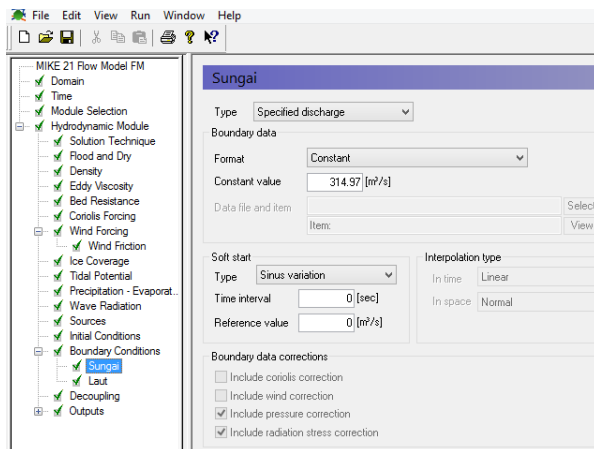 File Edit View Run Window Help
MIKE 21 Flow Model FM
Domain
Time
Module Selection
Hydrodynamic Module
Solution Technique
Flood and Dry
Density
Eddy Viscosity
Bed Resistance
Coriolis Forcing
Wind Forcing
Wind Friction
Ice Coverage
Tidal Potential
Precipitation - Evaporat..
Wave Radiation
Sources
Initial Conditions
Boundary Conditions
Sungai
Laut
Decoupling
Outputs
Sungai
Type Specified discharge
Boundary data
Format Constant
Constant value 314.97 [m³/s]
Data file and item Select
Item: View
Soft start
Type Sinus variation
Time interval 0 [sec]
Reference value 0 [m³/s]
Interpolation type
In time Linear
In space Normal
Boundary data corrections
Include coriolis correction
Include wind correction
Include pressure correction
Include radiation stress correction